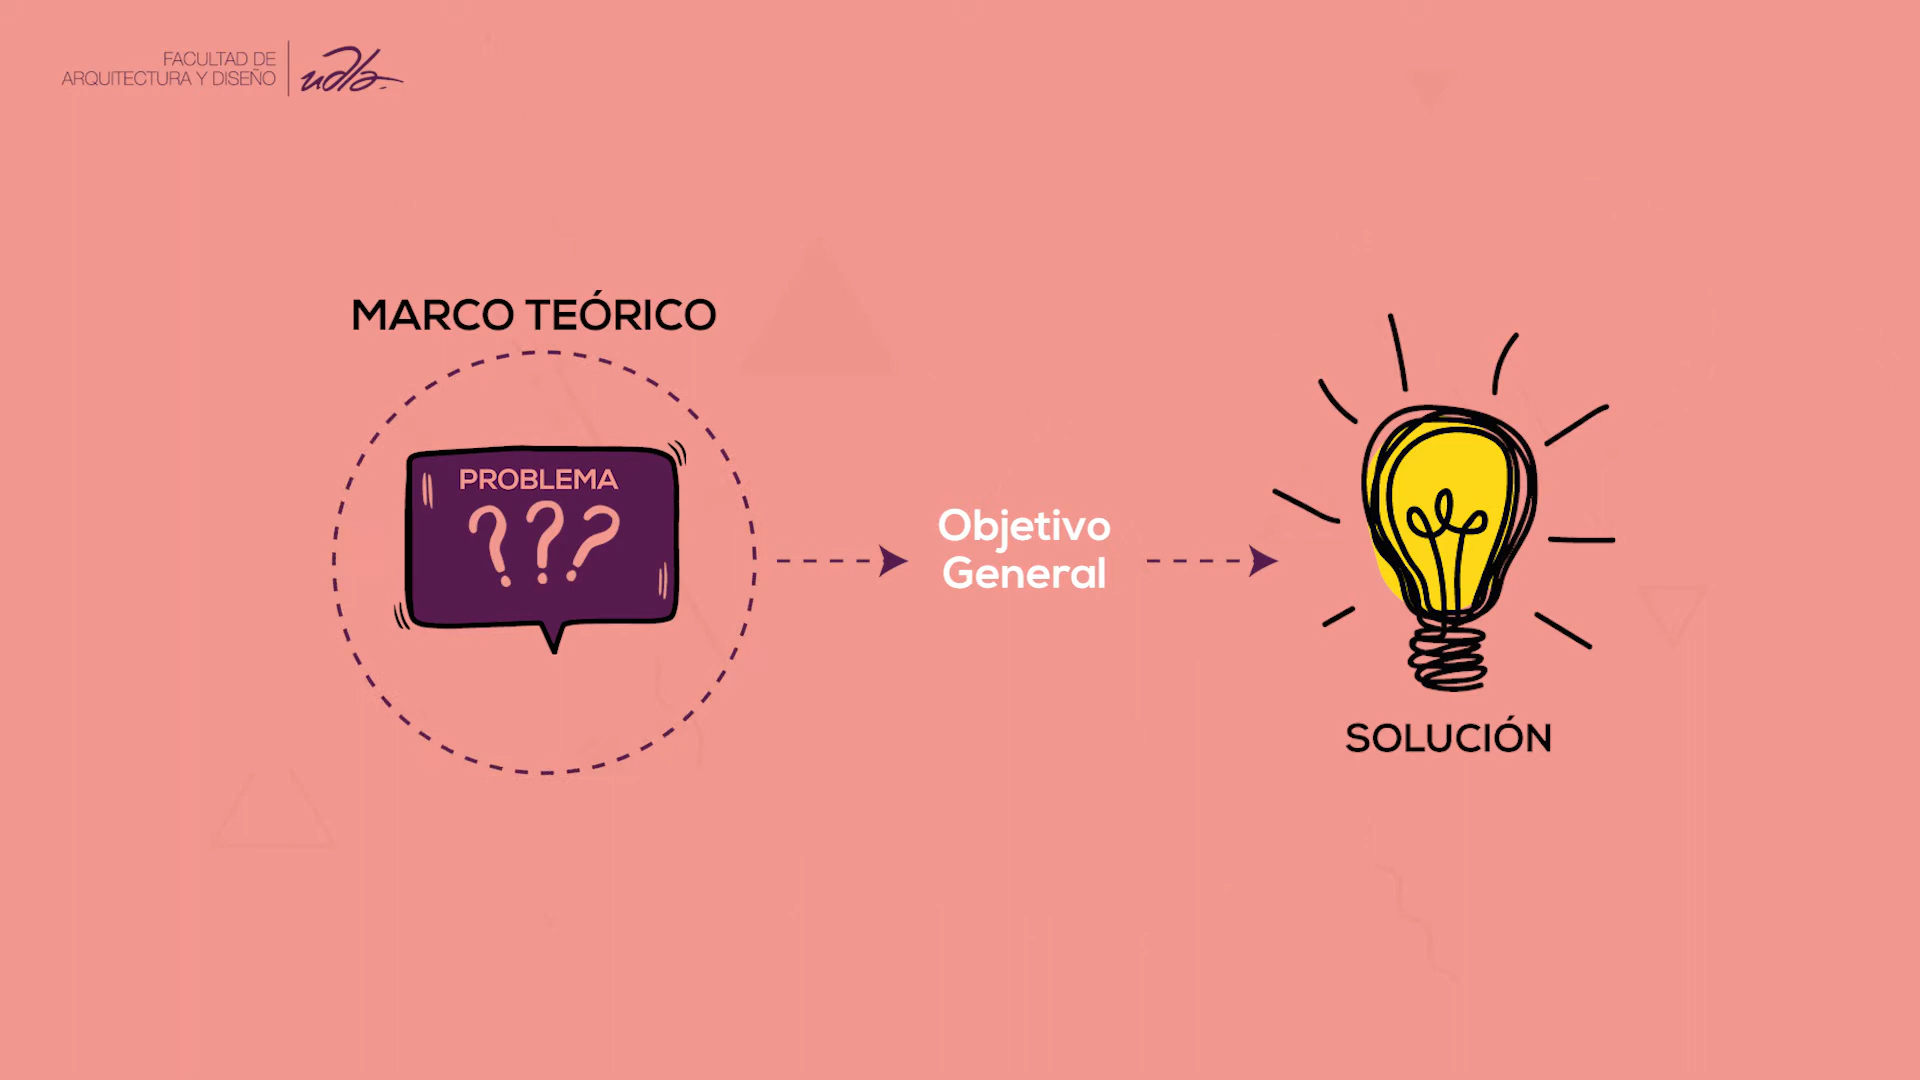 FACULTAD DE
ARQUITECTURA Y DISEÑO
udla
MARCO TEÓRICO
PROBLEMA
???
Objetivo
General
SOLUCIÓN